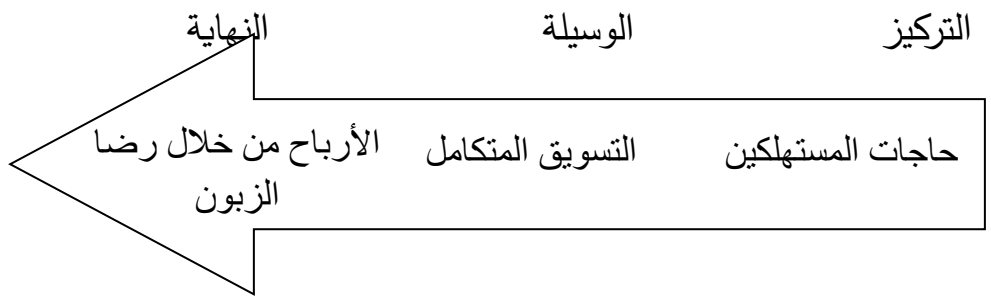 التركيز الوسيلة النهاية
حاجات المستهلكين التسويق المتكامل الأرباح من خلال رضا
الزبون